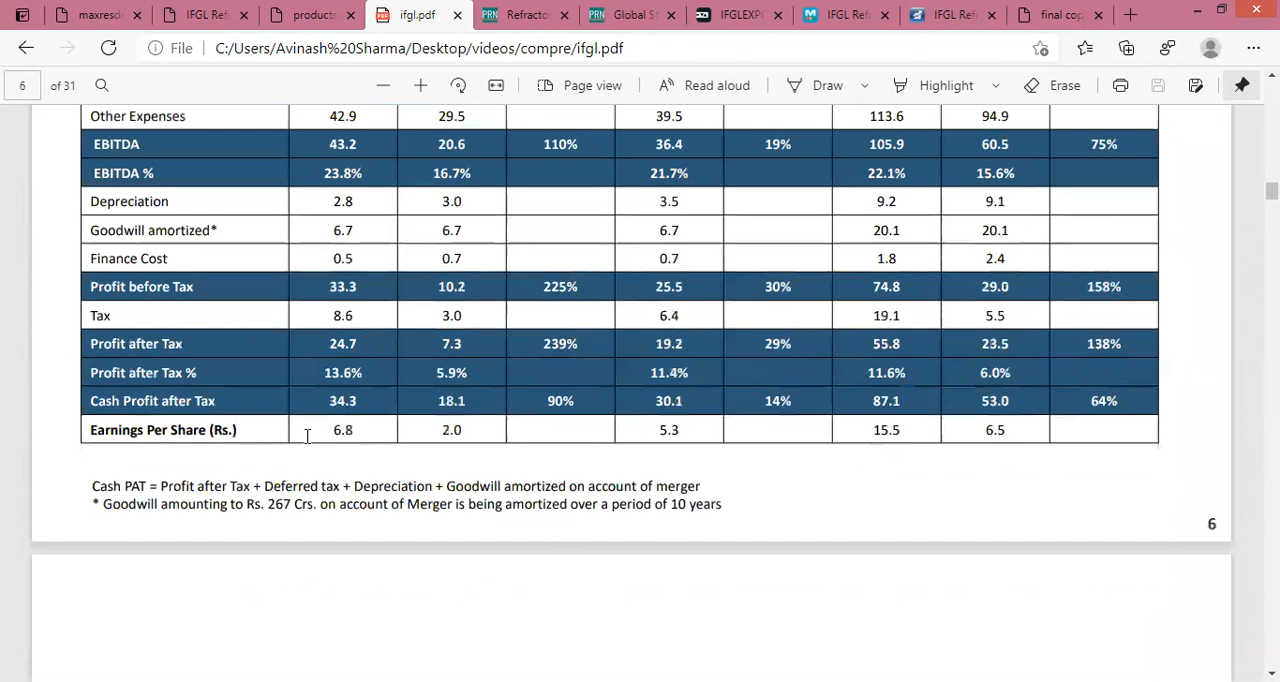 maxresd
IFGL Ref
products
ifgl.pdf
PRN Refracto
PRN Global S
IFGLEXPO
IFGL Ref
IFGL Ref
final cop
File C:/Users/Avinash%20Sharma/Desktop/videos/compre/ifgl.pdf
6 of 31 Page view Read aloud Draw Highlight Erase
Other Expenses 42.9 29.5 39.5 113.6 94.9
EBITDA 43.2 20.6 110% 36.4 19% 105.9 60.5 75%
EBITDA % 23.8% 16.7% 21.7% 22.1% 15.6%
Depreciation 2.8 3.0 3.5 9.2 9.1
Goodwill amortized* 6.7 6.7 6.7 20.1 20.1
Finance Cost 0.5 0.7 0.7 1.8 2.4
Profit before Tax 33.3 10.2 225% 25.5 30% 74.8 29.0 158%
Tax 8.6 3.0 6.4 19.1 5.5
Profit after Tax 24.7 7.3 239% 19.2 29% 55.8 23.5 138%
Profit after Tax % 13.6% 5.9% 11.4% 11.6% 6.0%
Cash Profit after Tax 34.3 18.1 90% 30.1 14% 87.1 53.0 64%
Earnings Per Share (Rs.) 6.8 2.0 5.3 15.5 6.5
Cash PAT = Profit after Tax + Deferred tax + Depreciation + Goodwill amortized on account of merger
* Goodwill amounting to Rs. 267 Crs. on account of Merger is being amortized over a period of 10 years
6